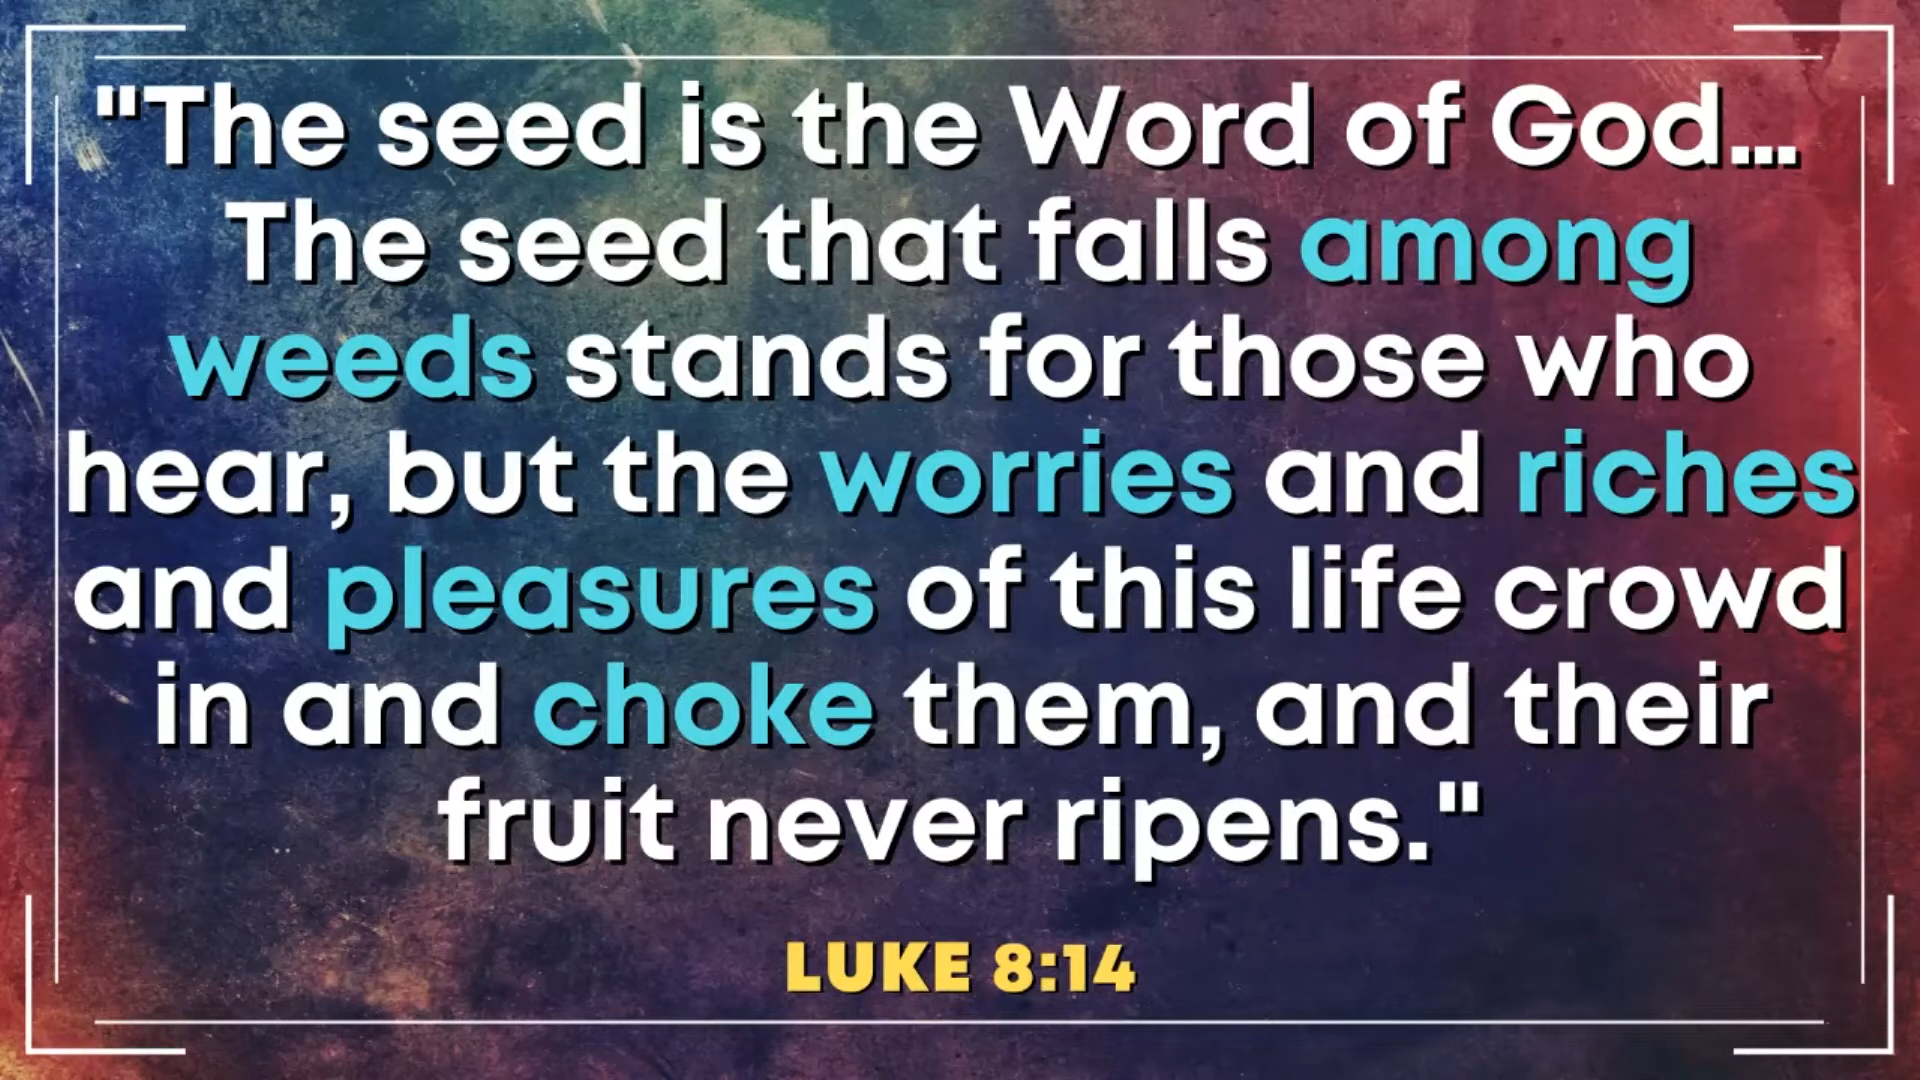 "The seed is the Word of God...
The seed that falls among
weeds stands for those who
hear, but the worries and riches
and pleasures of this life crowd
in and choke them, and their
fruit never ripens."
LUKE 8:14